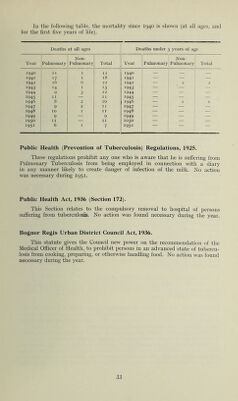 In the following table, the mortality since 1940 is shown (at all ages, and
for the first five years of life).
Deaths at all ages Deaths under 5 years of age
Year Pulmonary Non-Pulmonary Total Year Pulmonary Non-Pulmonary Total
1940 11 1 12 1940 — — —
1941 17 1 18 1941 — — —
1942 1942 —
1943 14 1 15 1943 — — —
1944 9 3 12 1944 — — —
1945 11 — 11 1945 — — —
1946 8 2 10 1946 — 1 1
1947 9 2 11 1947 — — —
1948 10 1 11 1948 — — —
1949 9 — 9 1949 — — —
1950 11 — 11 1950 — — —
1951 6 1 7 1951 — — —
Public Health (Prevention of Tuberculosis) Regulations, 1925.
These regulations prohibit any one who is aware that he is suffering from
Pulmonary Tuberculosis from being employed in connection with a dairy
in any manner likely to create danger of infection of the milk. No action
was necessary during 1951.
Public Health Act, 1936 (Section 172).
This Section relates to the compulsory removal to hospital of persons
suffering from tuberculosis. No action was found necessary during the year.
Bognor Regis Urban District Council Act, 1936.
This statute gives the Council new power on the recommendation of the
Medical Officer of Health, to prohibit persons in an advanced state of tubercu-
losis from cooking, preparing, or otherwise handling food. No action was found
necessary during the year.